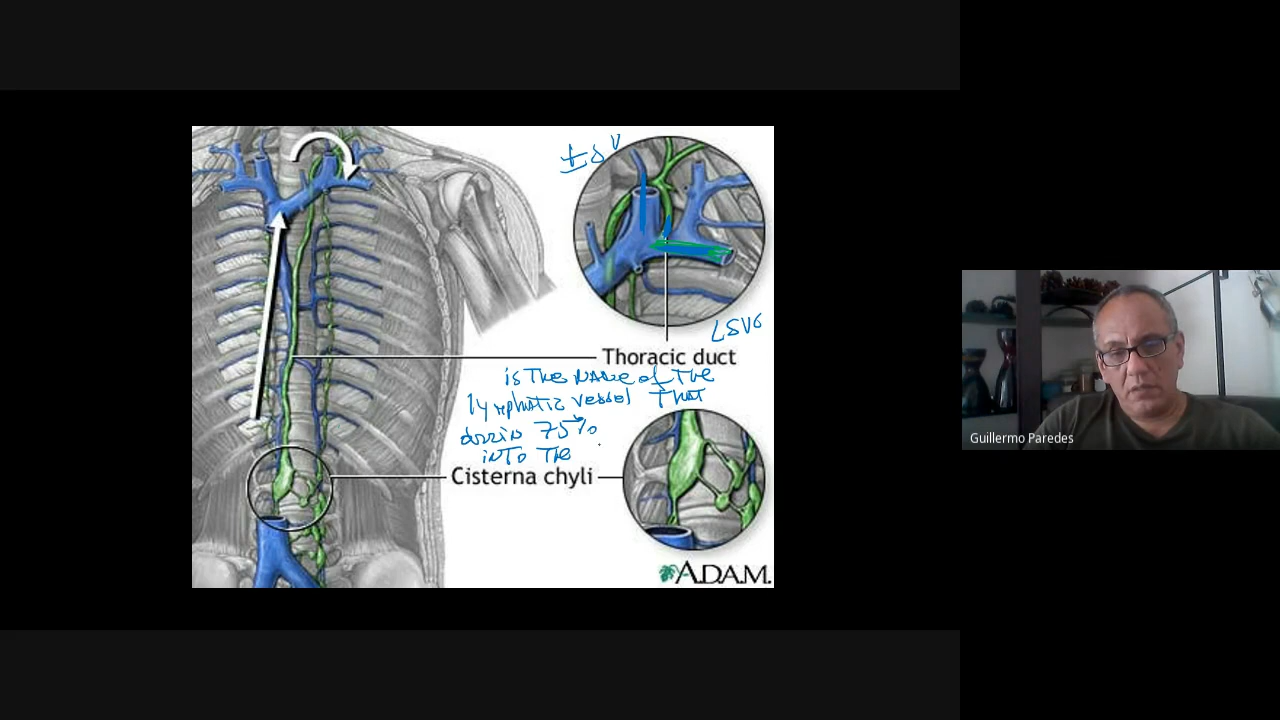 LSVC
Thoracic duct
is The name of The
lymphatic vessel That
drain 75%
into The
Cisterna chyli
A.D.A.M.
Guillermo Paredes